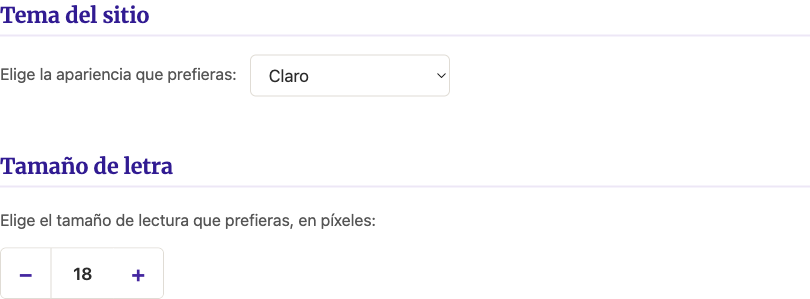 Tema del sitio
Elige la apariencia que prefieras: Claro
Tamaño de letra
Elige el tamaño de lectura que prefieras, en píxeles:
− 18 +